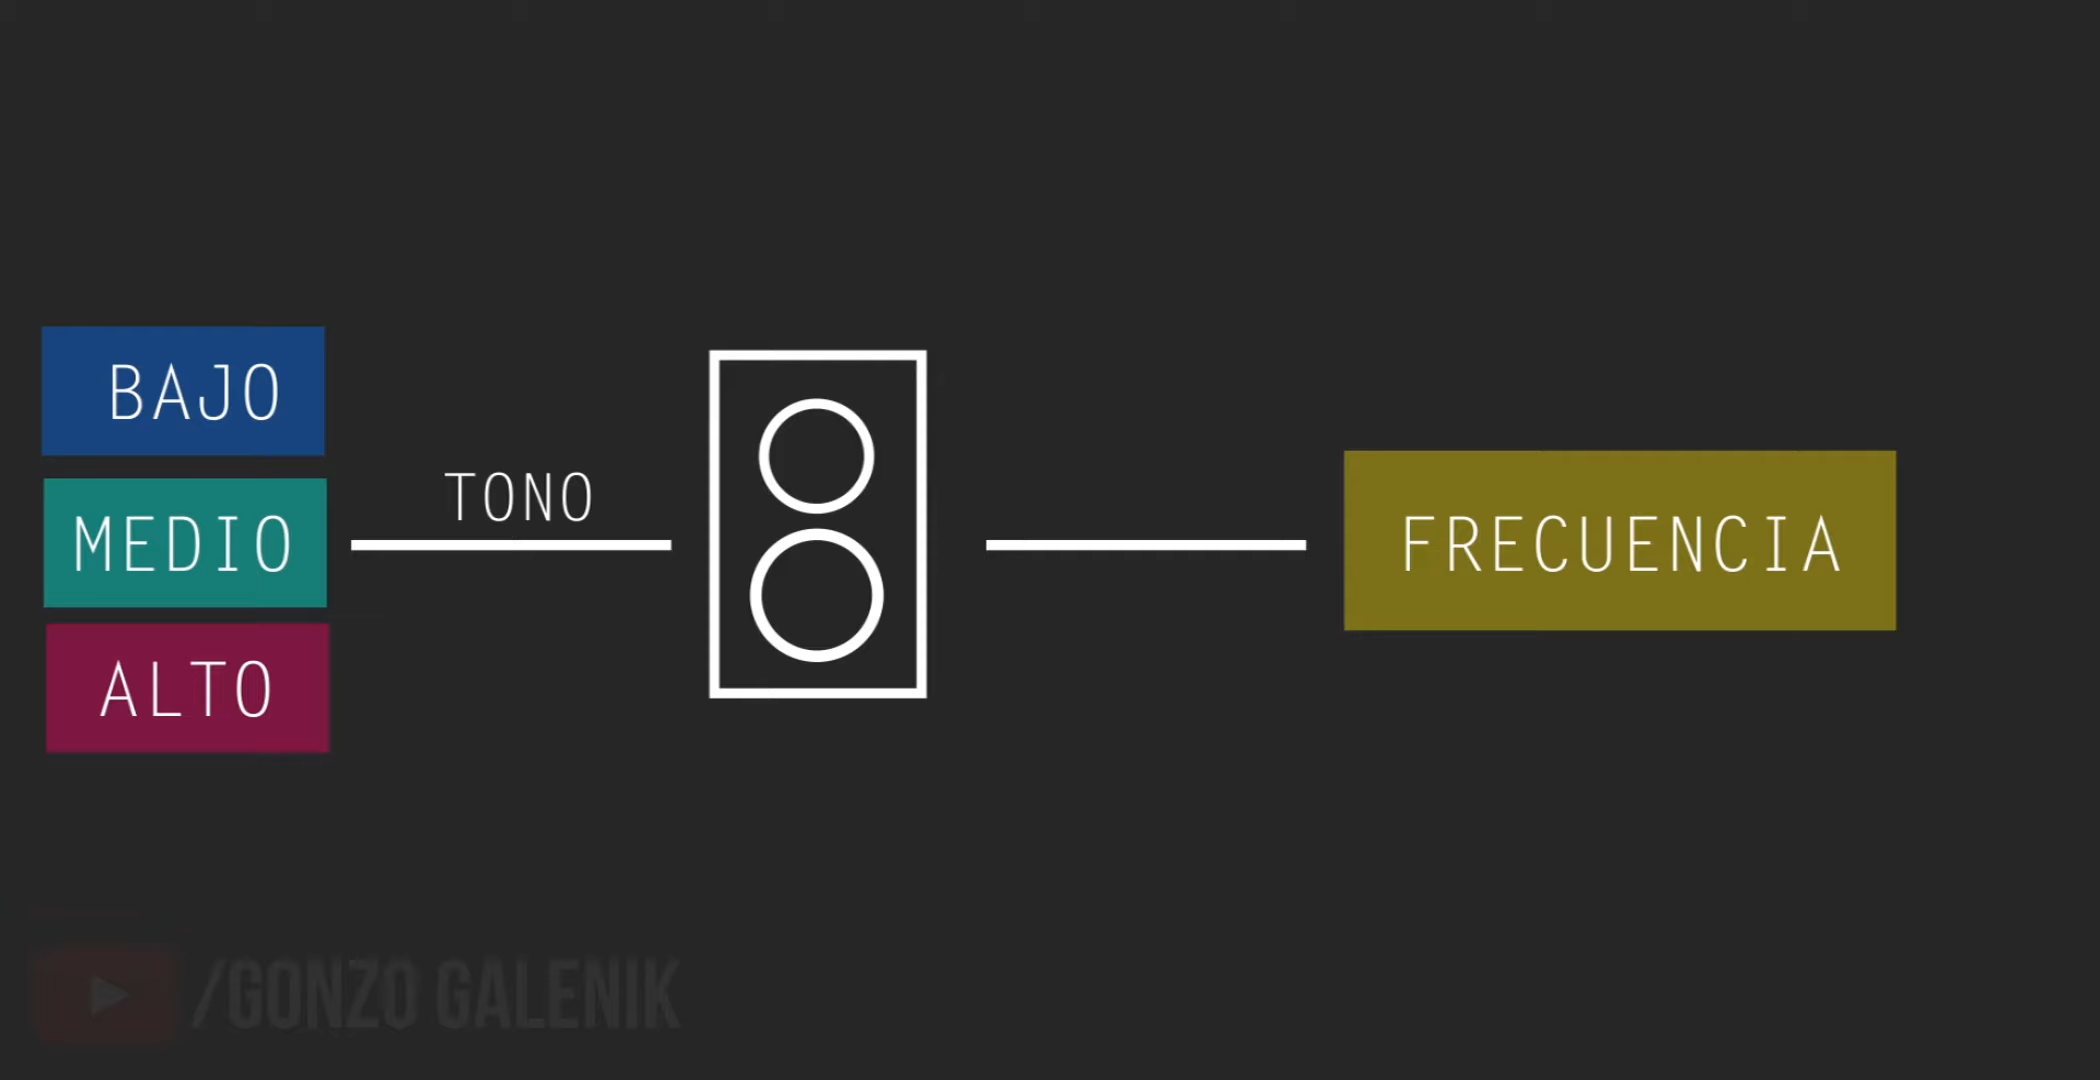 BAJO
MEDIO
ALTO
TONO
FRECUENCIA
/GONZO GALENIK